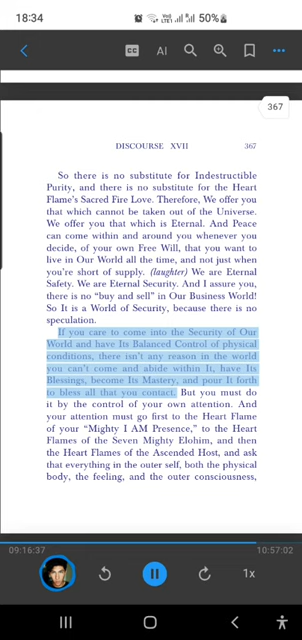 18:34
50%
CC
AI
367
DISCOURSE XVII 367
So there is no substitute for Indestructible
Purity, and there is no substitute for the Heart
Flame's Sacred Fire Love. Therefore, We offer you
that which cannot be taken out of the Universe.
We offer you that which is Eternal. And Peace
can come within and around you whenever you
decide, of your own Free Will, that you want to
live in Our World all the time, and not just when
you're short of supply. (laughter) We are Eternal
Safety. We are Eternal Security. And I assure you,
there is no "buy and sell" in Our Business World!
So It is a World of Security, because there is no
speculation.
If you care to come into the Security of Our
World and have Its Balanced Control of physical
conditions, there isn't any reason in the world
you can't come and abide within It, have Its
Blessings, become Its Mastery, and pour It forth
to bless all that you contact. But you must do
it by the control of your own attention. And
your attention must go first to the Heart Flame
of your "Mighty I AM Presence," to the Heart
Flames of the Seven Mighty Elohim, and then
the Heart Flames of the Ascended Host, and ask
that everything in the outer self, both the physical
body, the feeling, and the outer consciousness,
09:16:37 10:57:02
1x